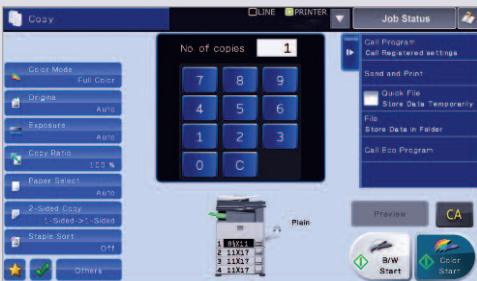 Copy
LINE PRINTER
Job Status
No of copies 1
7 8 9
4 5 6
1 2 3
0 C
Color Mode
Full Color
Original
Auto
Exposure
Auto
Copy Ratio
100 %
Paper Select
Auto
2-Sided Copy
1-Sided->1-Sided
Staple Sort
Off
Others
Call Program
Call Registered settings
Send and Print
Quick File
Store Data Temporarily
File
Store Data in Folder
Call Eco Program
Plain
1 8½X11
2 11X17
3 11X17
4 11X17
Preview
CA
B/W
Start
Color
Start